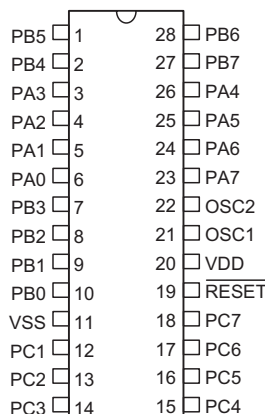 PB5 1 28 PB6
PB4 2 27 PB7
PA3 3 26 PA4
PA2 4 25 PA5
PA1 5 24 PA6
PA0 6 23 PA7
PB3 7 22 OSC2
PB2 8 21 OSC1
PB1 9 20 VDD
PB0 10 19 RESET
VSS 11 18 PC7
PC1 12 17 PC6
PC2 13 16 PC5
PC3 14 15 PC4